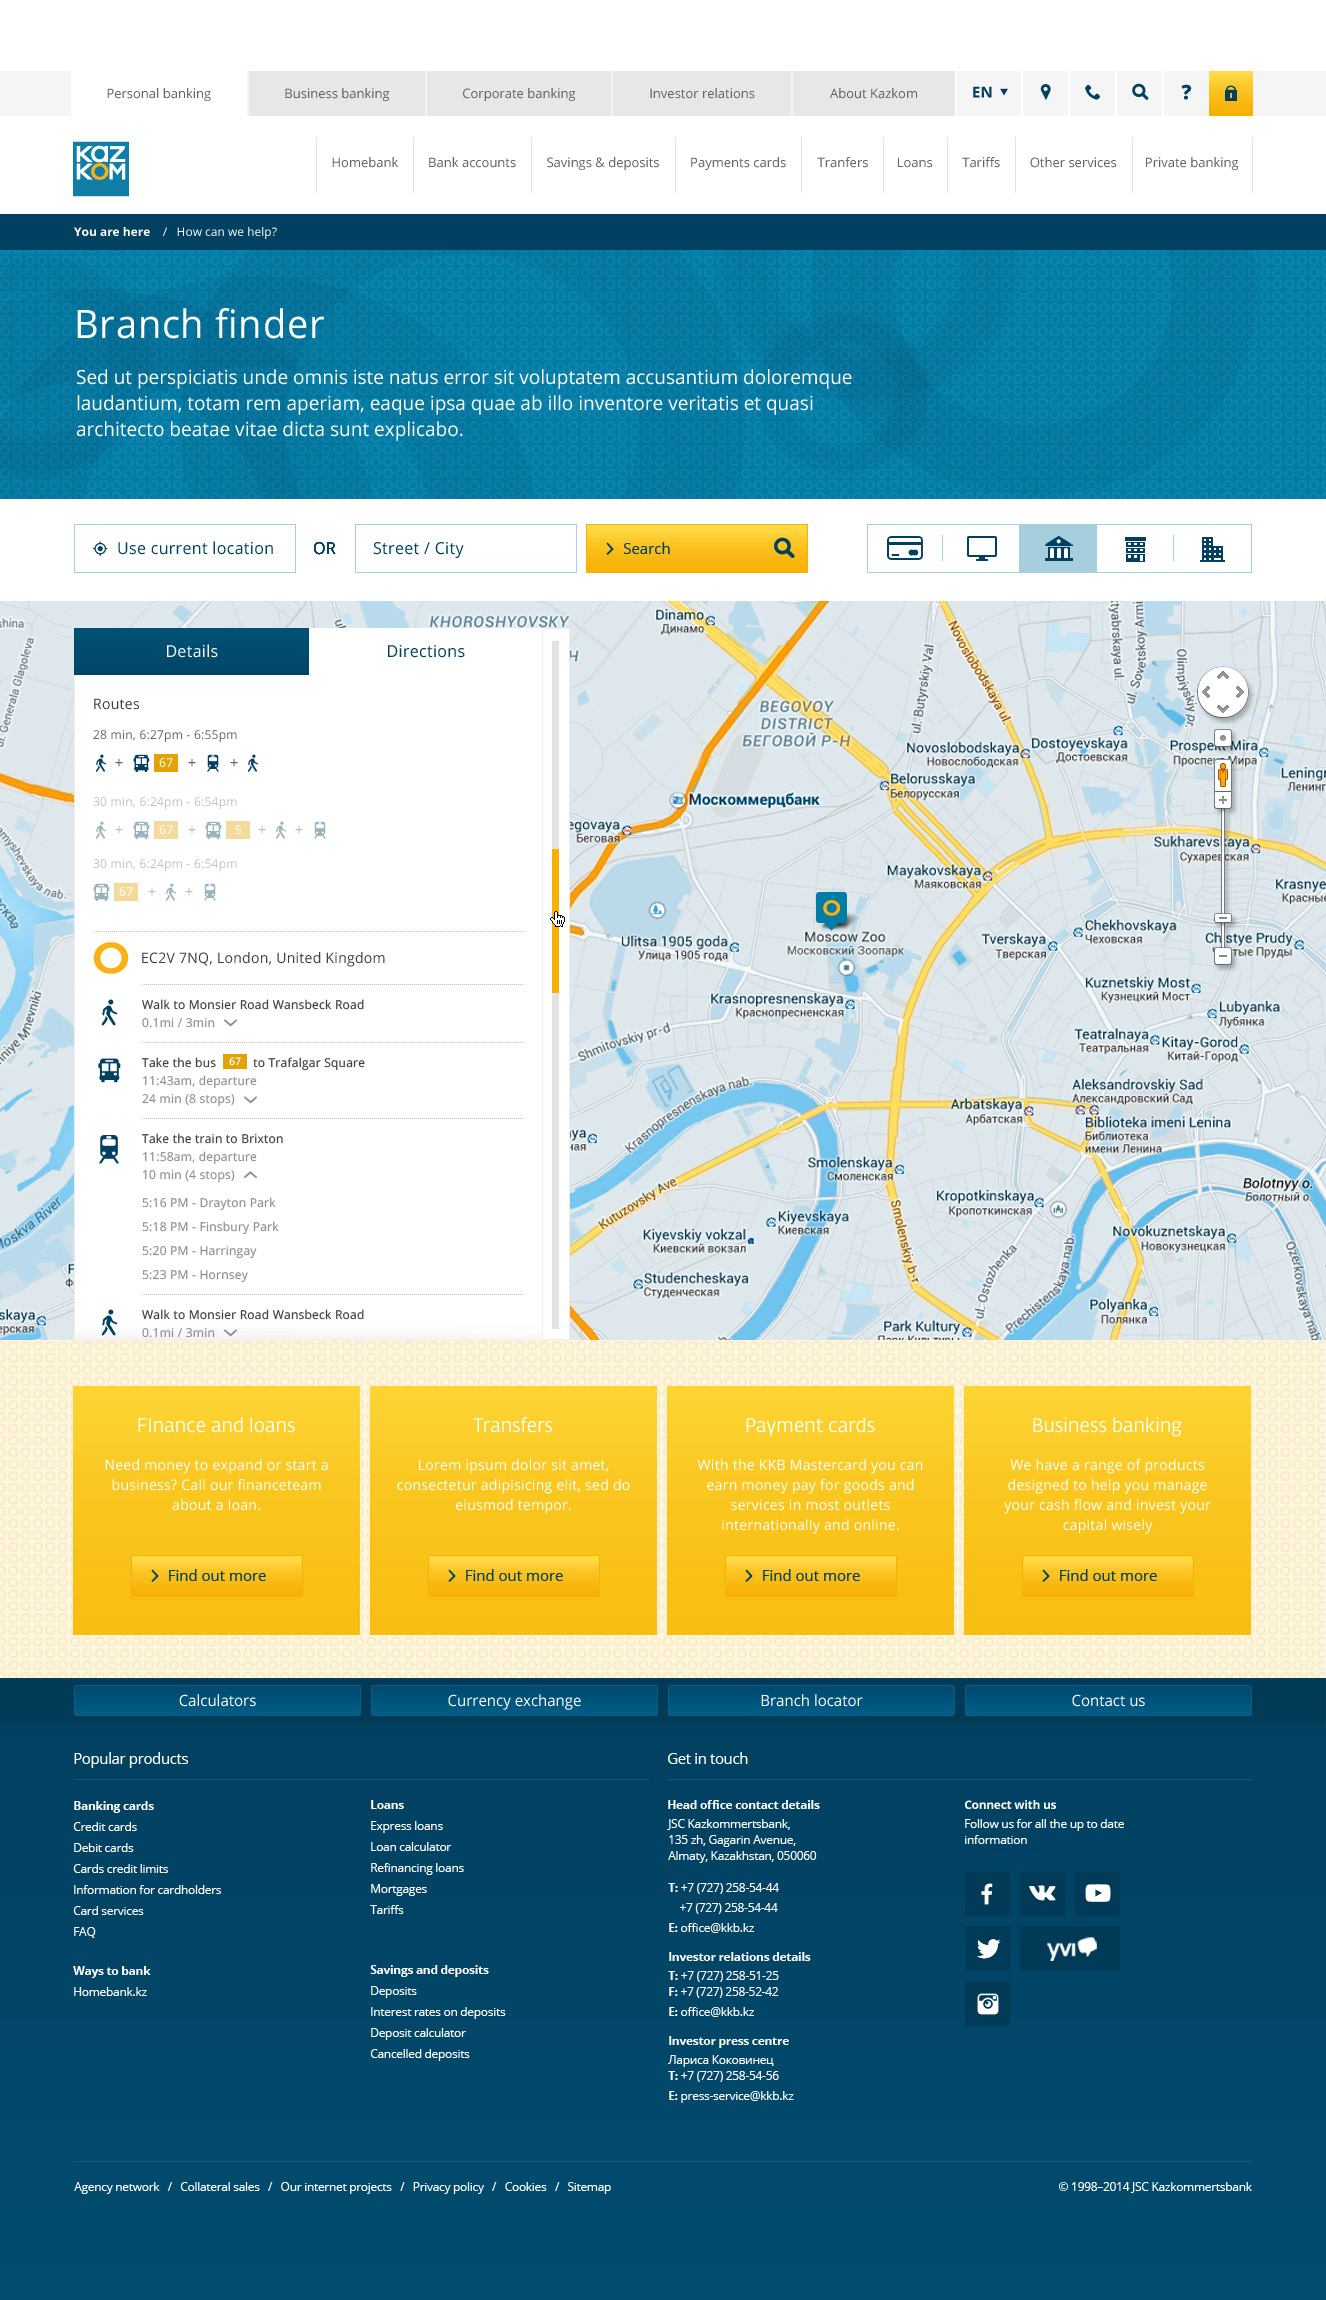 Personal banking
Business banking
Corporate banking
Investor relations
About Kazkom
EN
?
KAZ
KOM
Homebank
Bank accounts
Savings & deposits
Payments cards
Tranfers
Loans
Tariffs
Other services
Private banking
You are here / How can we help?
Branch finder
Sed ut perspiciatis unde omnis iste natus error sit voluptatem accusantium doloremque
laudantium, totam rem aperiam, eaque ipsa quae ab illo inventore veritatis et quasi
architecto beatae vitae dicta sunt explicabo.
Use current location
OR
Street / City
Search
Details
Directions
Routes
28 min, 6:27pm - 6:55pm
+ 67 + +
30 min, 6:24pm - 6:54pm
+ 67 + 5 + +
30 min, 6:24pm - 6:54pm
67 + +
EC2V 7NQ, London, United Kingdom
Walk to Monsier Road Wansbeck Road
0.1mi / 3min
Take the bus 67 to Trafalgar Square
11:43am, departure
24 min (8 stops)
Take the train to Brixton
11:58am, departure
10 min (4 stops)
5:16 PM - Drayton Park
5:18 PM - Finsbury Park
5:20 PM - Harringay
5:23 PM - Hornsey
Walk to Monsier Road Wansbeck Road
0.1mi / 3min
KHOROSHYOVSKY
Dinamo
Динамо
BEGOVOY
DISTRICT
БЕГОВОЙ Р-Н
Novoslobodskaya ul.
ul. Butyrskiy Val
ul. Sovetskoy Armii
Olimpiyskiy pr.
Novoslobodskaya
Новослободская
Dostoyevskaya
Достоевская
Prospekt Mira
Проспект Мира
Belorusskaya
Белорусская
Москоммерцбанк
egovaya
Беговая
Sukharevskaya
Сухаревская
Mayakovskaya
Маяковская
Moscow Zoo
Московский Зоопарк
Ulitsa 1905 goda
Улица 1905 года
Tverskaya
Тверская
Chekhovskaya
Чеховская
Chistye Prudy
Kuznetskiy Most
Кузнецкий Мост
Lubyanka
Лубянка
Krasnopresnenskaya
Краснопресненская
Shmitovskiy pr-d
Teatralnaya
Театральная
Kitay-Gorod
Китай-Город
Krasnopresnenskaya nab.
Aleksandrovskiy Sad
Александровский Сад
Arbatskaya
Арбатская
Biblioteka imeni Lenina
Библиотека
имени Ленина
Smolenskaya
Смоленская
Bolotnyy o.
Болотный о.
Kropotkinskaya
Кропоткинская
Kutuzovsky Ave
Smolenskiy b-r
Kiyevskiy vokzal
Киевский вокзал
Kiyevskaya
Киевская
Novokuznetskaya
Новокузнецкая
Studencheskaya
Студенческая
ul. Ostozhenka
Prechistenskaya nab.
Polyanka
Полянка
Park Kultury
Moskva River
FInance and loans
Need money to expand or start a
business? Call our financeteam
about a loan.
Find out more
Transfers
Lorem ipsum dolor sit amet,
consectetur adipisicing elit, sed do
eiusmod tempor.
Find out more
Payment cards
With the KKB Mastercard you can
earn money pay for goods and
services in most outlets
internationally and online.
Find out more
Business banking
We have a range of products
designed to help you manage
your cash flow and invest your
capital wisely
Find out more
Calculators
Currency exchange
Branch locator
Contact us
Popular products
Banking cards
Credit cards
Debit cards
Cards credit limits
Information for cardholders
Card services
FAQ
Ways to bank
Homebank.kz
Loans
Express loans
Loan calculator
Refinancing loans
Mortgages
Tariffs
Savings and deposits
Deposits
Interest rates on deposits
Deposit calculator
Cancelled deposits
Get in touch
Head office contact details
JSC Kazkommertsbank,
135 zh, Gagarin Avenue,
Almaty, Kazakhstan, 050060
T: +7 (727) 258-54-44
+7 (727) 258-54-44
E: office@kkb.kz
Investor relations details
T: +7 (727) 258-51-25
F: +7 (727) 258-52-42
E: office@kkb.kz
Investor press centre
Лариса Коковинец
T: +7 (727) 258-54-56
E: press-service@kkb.kz
Connect with us
Follow us for all the up to date
information
yvi
Agency network / Collateral sales / Our internet projects / Privacy policy / Cookies / Sitemap
© 1998–2014 JSC Kazkommertsbank